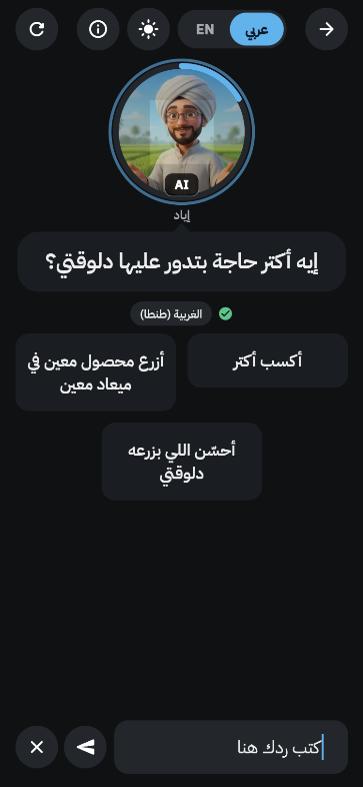 عربي
EN
AI
إياد
إيه أكتر حاجة بتدور عليها دلوقتي؟
الغربية (طنطا)
أكسب أكتر
أزرع محصول معين في
ميعاد معين
أحسّن اللي بزرعه
دلوقتي
كتب ردك هنا